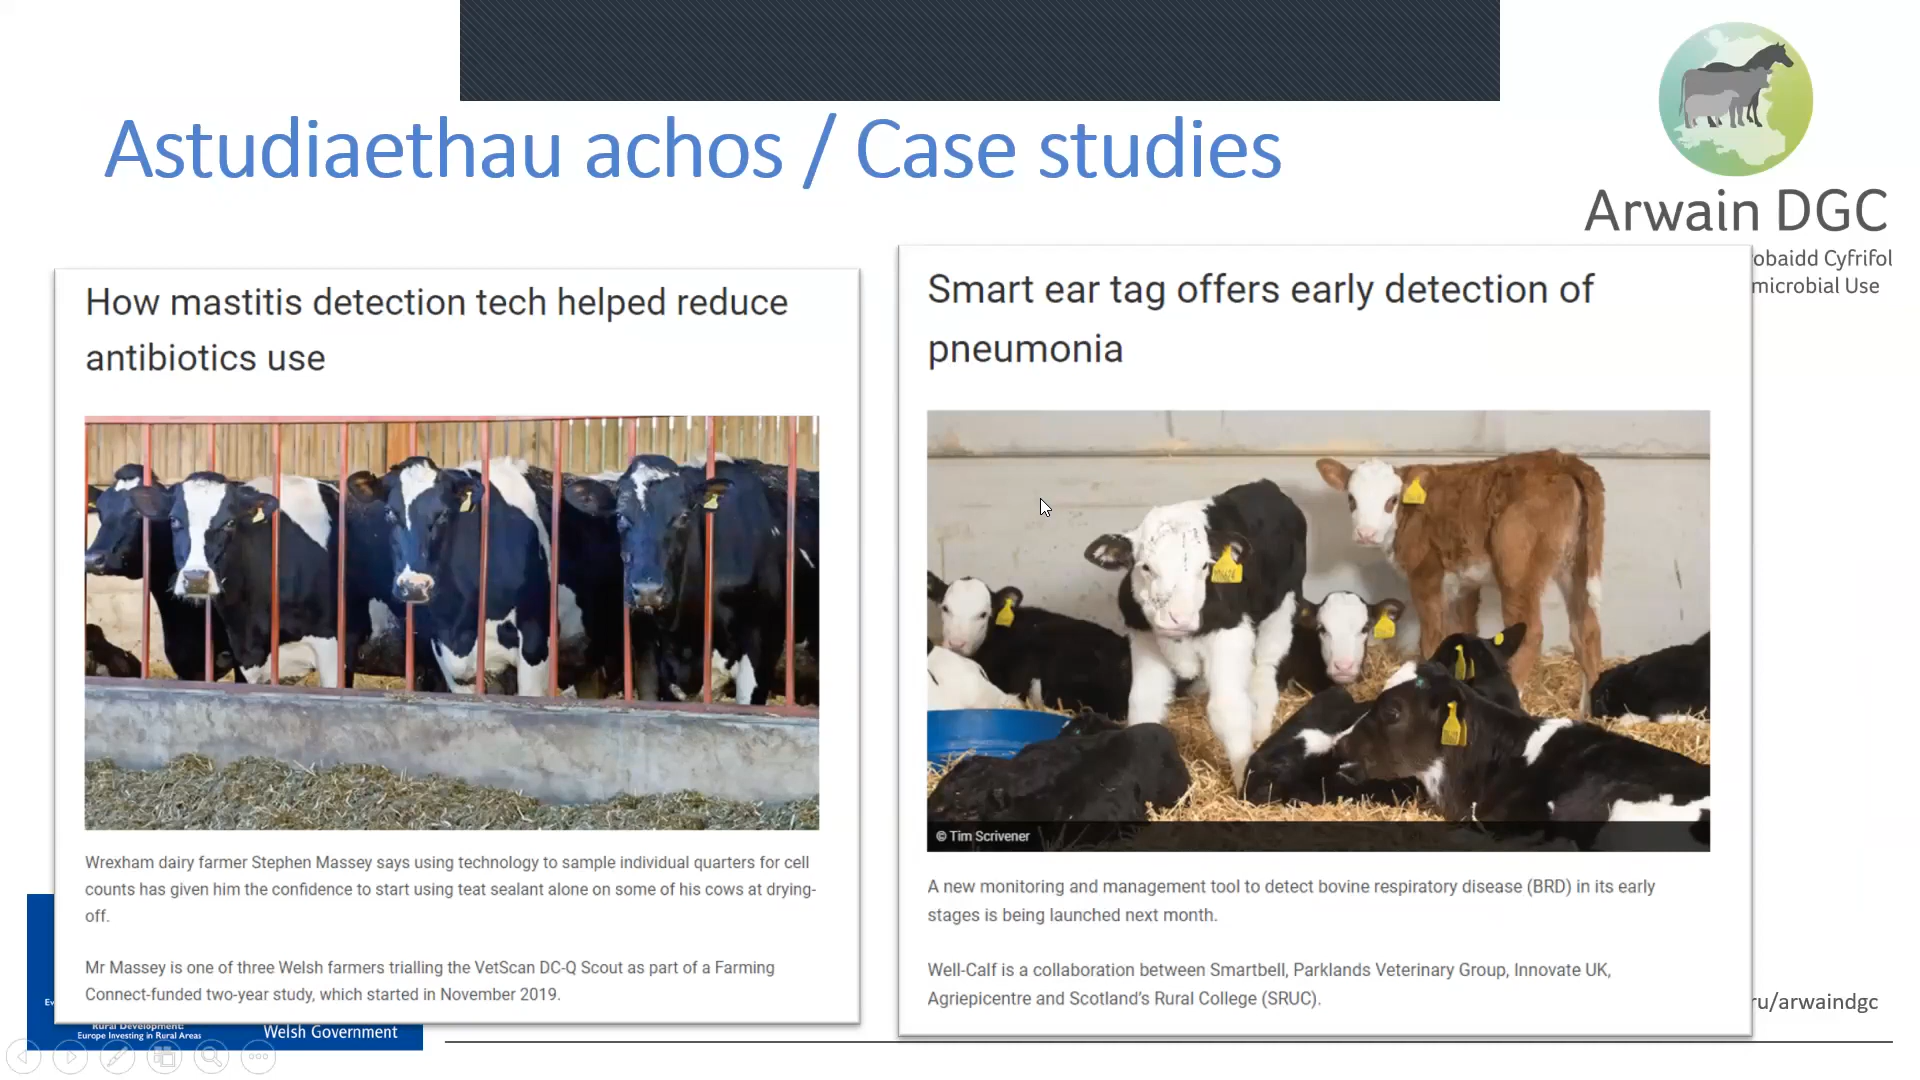 Astudiaethau achos / Case studies
Arwain DGC
obaidd Cyfrifol
microbial Use
How mastitis detection tech helped reduce
antibiotics use
Wrexham dairy farmer Stephen Massey says using technology to sample individual quarters for cell
counts has given him the confidence to start using teat sealant alone on some of his cows at drying-
off.
Mr Massey is one of three Welsh farmers trialling the VetScan DC-Q Scout as part of a Farming
Connect-funded two-year study, which started in November 2019.
Smart ear tag offers early detection of
pneumonia
© Tim Scrivener
A new monitoring and management tool to detect bovine respiratory disease (BRD) in its early
stages is being launched next month.
Well-Calf is a collaboration between Smartbell, Parklands Veterinary Group, Innovate UK,
Agriepicentre and Scotland's Rural College (SRUC).
Rural Development:
Europe Investing in Rural Areas
Welsh Government
ru/arwaindgc